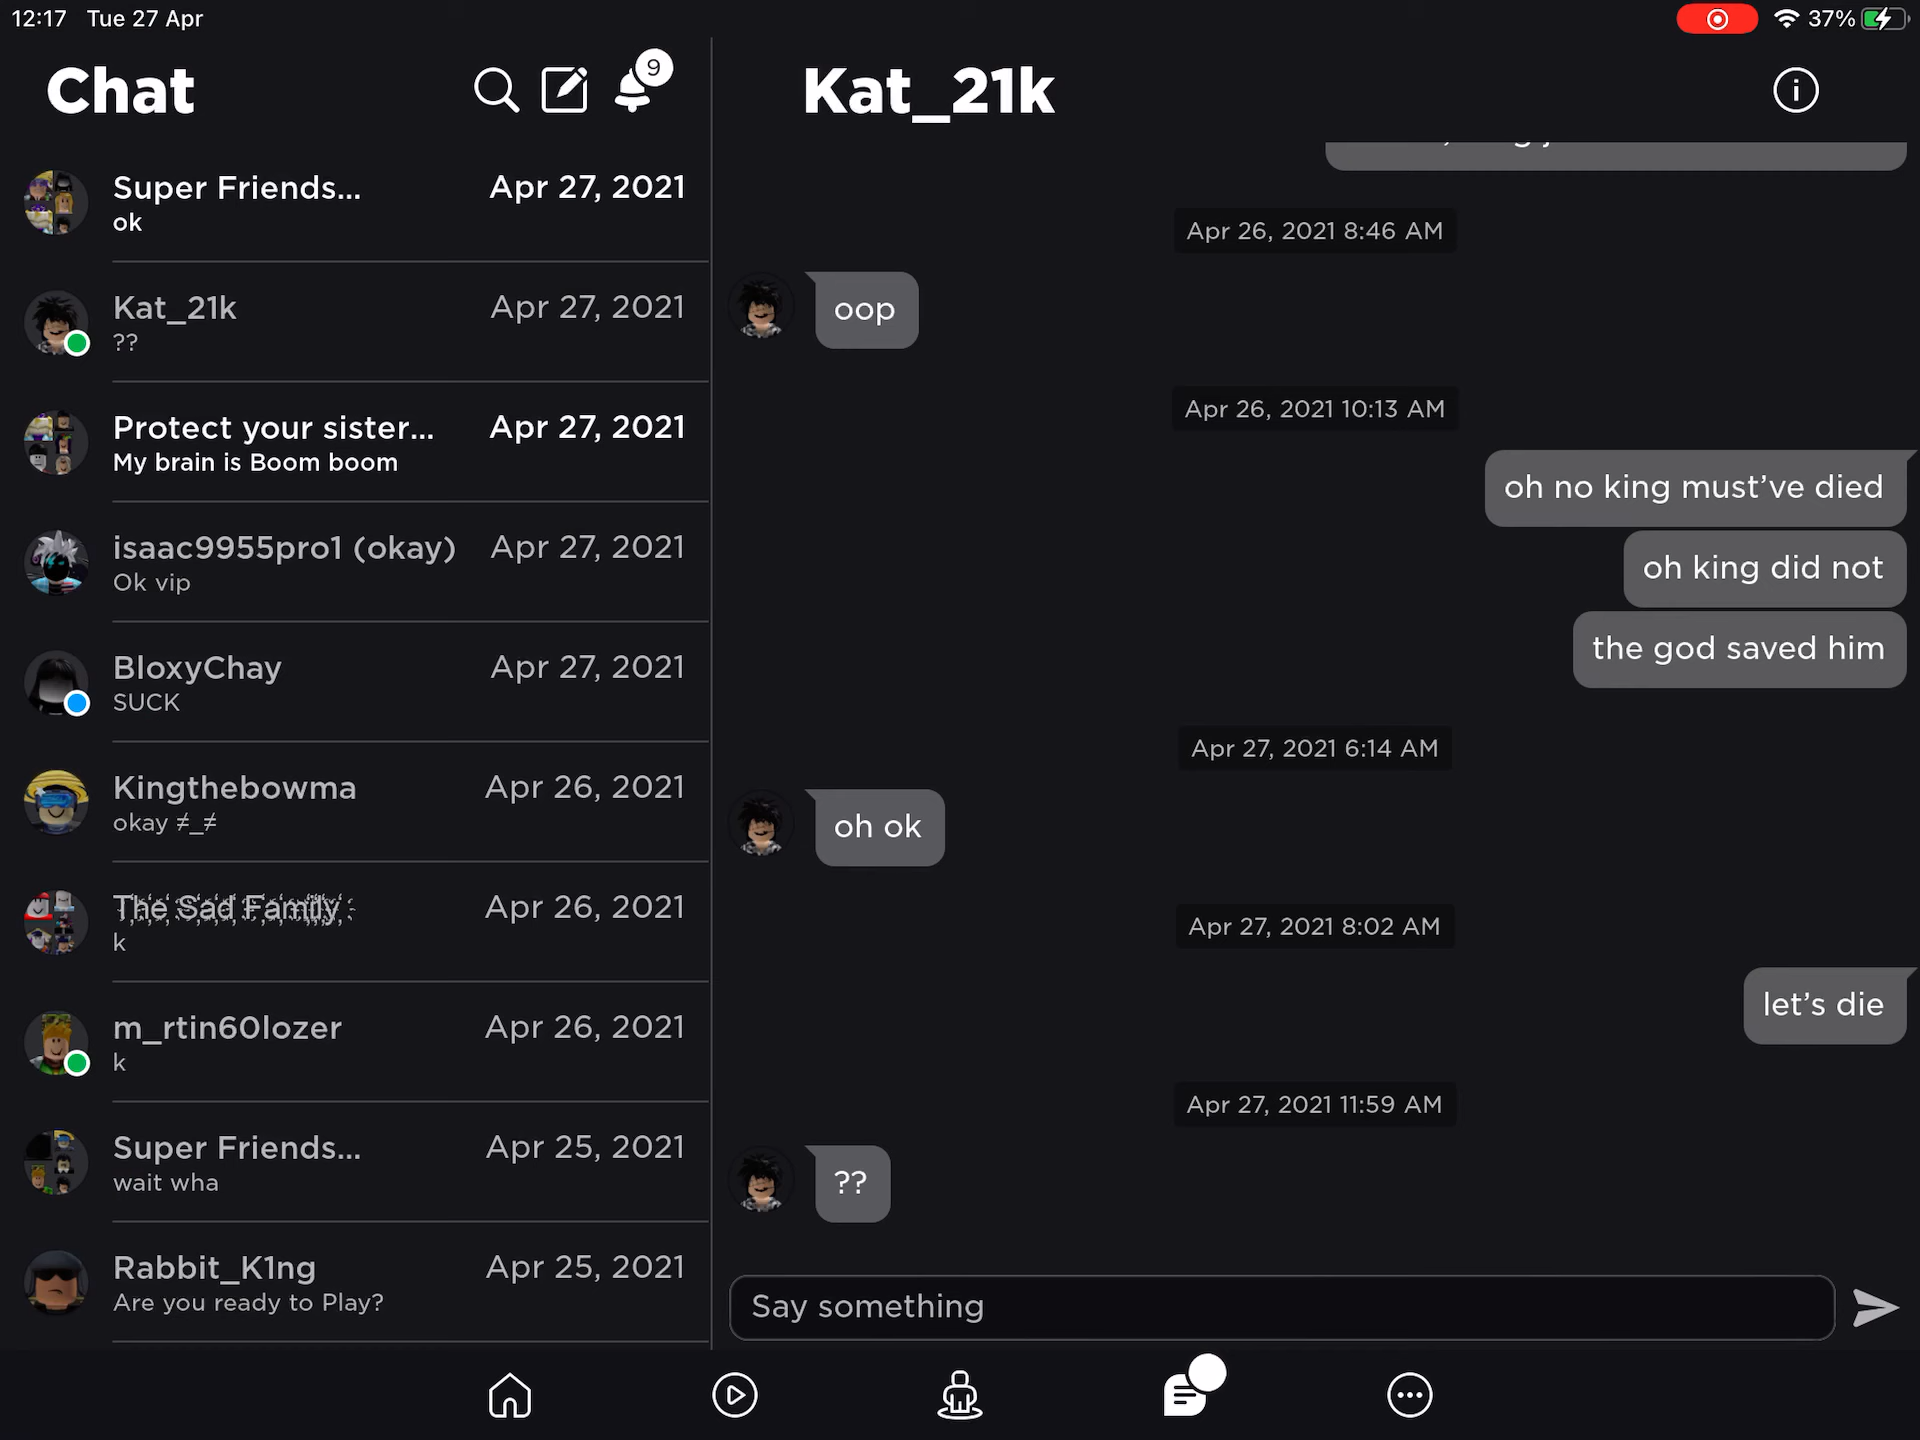 12:17 Tue 27 Apr
37%
Chat
9
Super Friends... Apr 27, 2021
ok
Kat_21k Apr 27, 2021
??
Protect your sister... Apr 27, 2021
My brain is Boom boom
isaac9955pro1 (okay) Apr 27, 2021
Ok vip
BloxyChay Apr 27, 2021
SUCK
Kingthebowma Apr 26, 2021
okay ≠_≠
The Sad Family Apr 26, 2021
k
m_rtin60lozer Apr 26, 2021
k
Super Friends... Apr 25, 2021
wait wha
Rabbit_K1ng Apr 25, 2021
Are you ready to Play?
Kat_21k
Apr 26, 2021 8:46 AM
oop
Apr 26, 2021 10:13 AM
oh no king must’ve died
oh king did not
the god saved him
Apr 27, 2021 6:14 AM
oh ok
Apr 27, 2021 8:02 AM
let’s die
Apr 27, 2021 11:59 AM
??
Say something